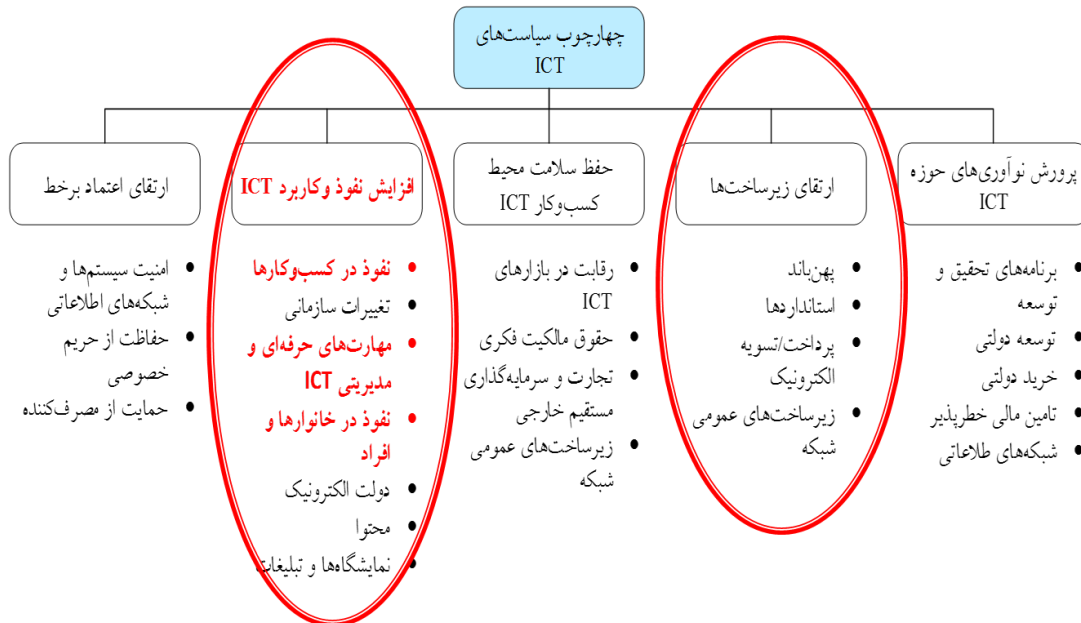 چهارچوب سیاست‌های
ICT
پرورش نوآوری‌های حوزه
ICT
برنامه‌های تحقیق و
توسعه
توسعه دولتی
خرید دولتی
تامین مالی خطرپذیر
شبکه‌های طلاعاتی
ارتقای زیرساخت‌ها
پهن‌باند
استانداردها
پرداخت/تسویه
الکترونیک
زیرساخت‌های عمومی
شبکه
حفظ سلامت محیط
کسب‌وکار ICT
رقابت در بازارهای
ICT
حقوق مالکیت فکری
تجارت و سرمایه‌گذاری
مستقیم خارجی
زیرساخت‌های عمومی
شبکه
افزایش نفوذ وکاربرد ICT
نفوذ در کسب‌وکارها
تغییرات سازمانی
مهارت‌های حرفه‌ای و
مدیریتی ICT
نفوذ در خانوارها و
افراد
دولت الکترونیک
محتوا
نمایشگاه‌ها و تبلیغات
ارتقای اعتماد برخط
امنیت سیستم‌ها و
شبکه‌های اطلاعاتی
حفاظت از حریم
خصوصی
حمایت از مصرف‌کننده